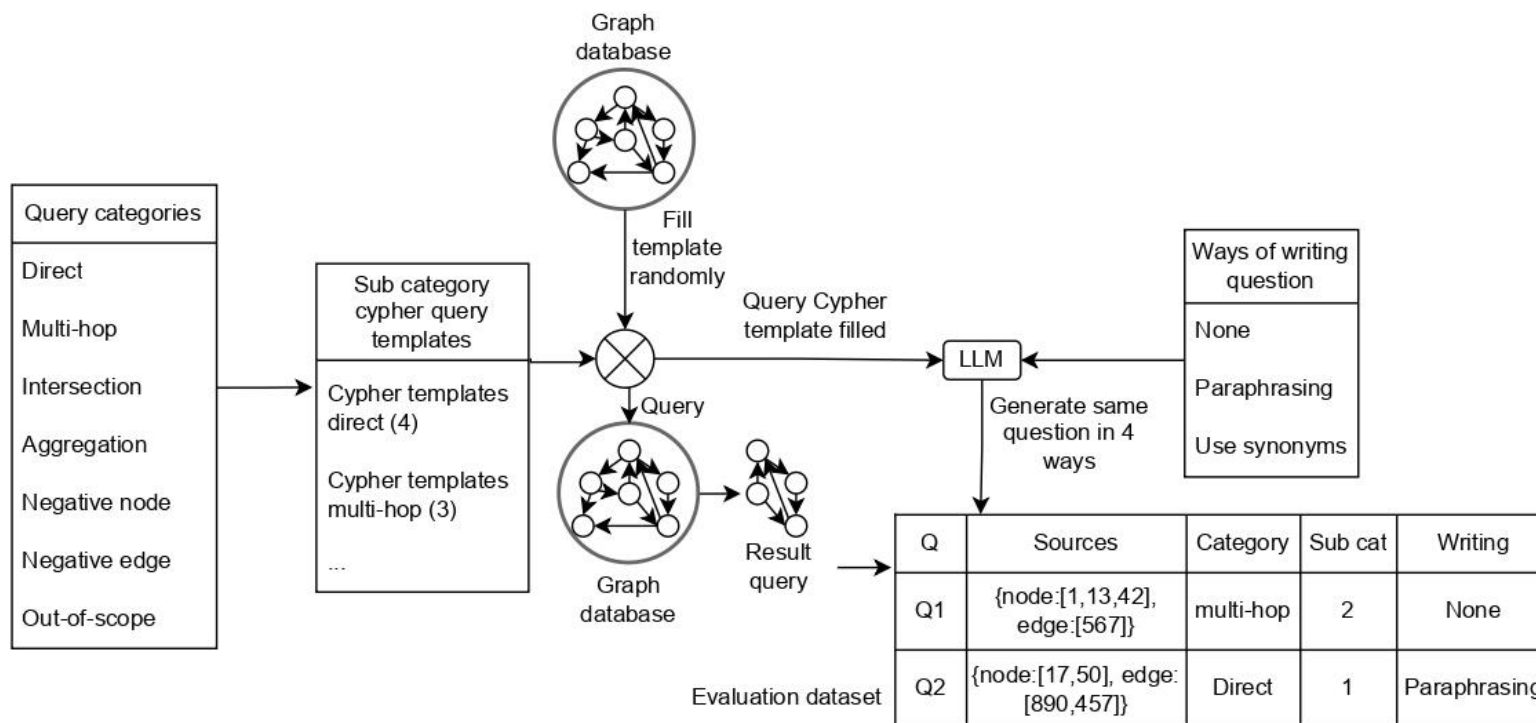 Graph
database
Query categories
Direct
Multi-hop
Intersection
Aggregation
Negative node
Negative edge
Out-of-scope
Sub category
cypher query
templates
Cypher templates
direct (4)
Cypher templates
multi-hop (3)
...
Fill
template
randomly
Query Cypher
template filled
LLM
Ways of writing
question
None
Paraphrasing
Use synonyms
Query
Graph
database
Result
query
Generate same
question in 4
ways
Evaluation dataset
Q Sources Category Sub cat Writing
Q1 {node:[1,13,42], multi-hop 2 None
edge:[567]}
Q2 {node:[17,50], edge: Direct 1 Paraphrasing
[890,457]}